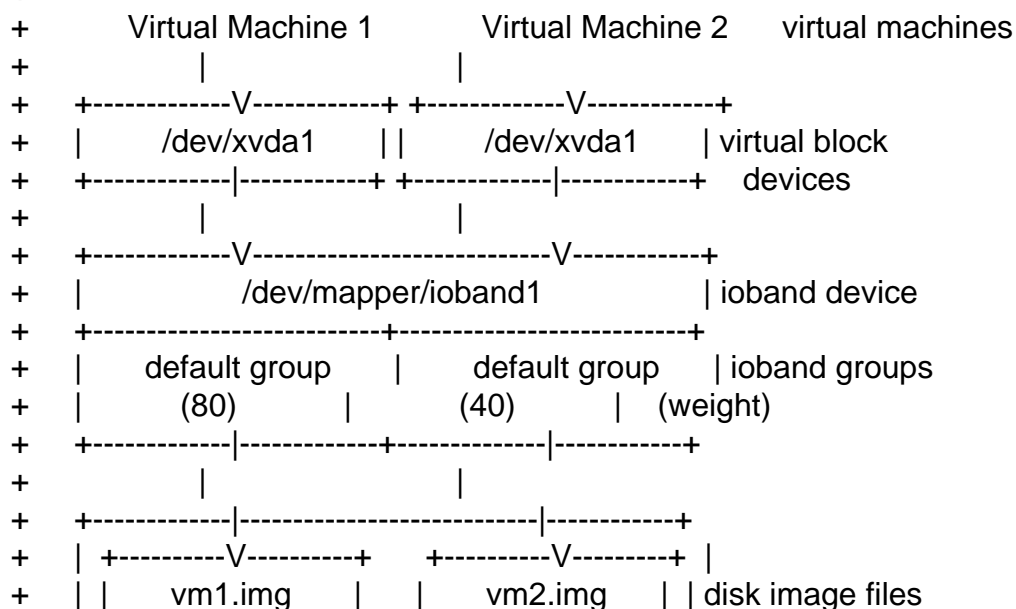 + Virtual Machine 1 Virtual Machine 2 virtual machines
+ | |
+ +-------------V------------+ +-------------V------------+
+ | /dev/xvda1 | | /dev/xvda1 | virtual block
+ +-------------|------------+ +-------------|------------+ devices
+ | |
+ +-------------V----------------------------V------------+
+ | /dev/mapper/ioband1 | ioband device
+ +---------------------------+---------------------------+
+ | default group | default group | ioband groups
+ | (80) | (40) | (weight)
+ +-------------|-------------+--------------|------------+
+ | |
+ +-------------|----------------------------|------------+
+ | +----------V----------+ +----------V---------+ |
+ | | vm1.img | | vm2.img | | disk image files